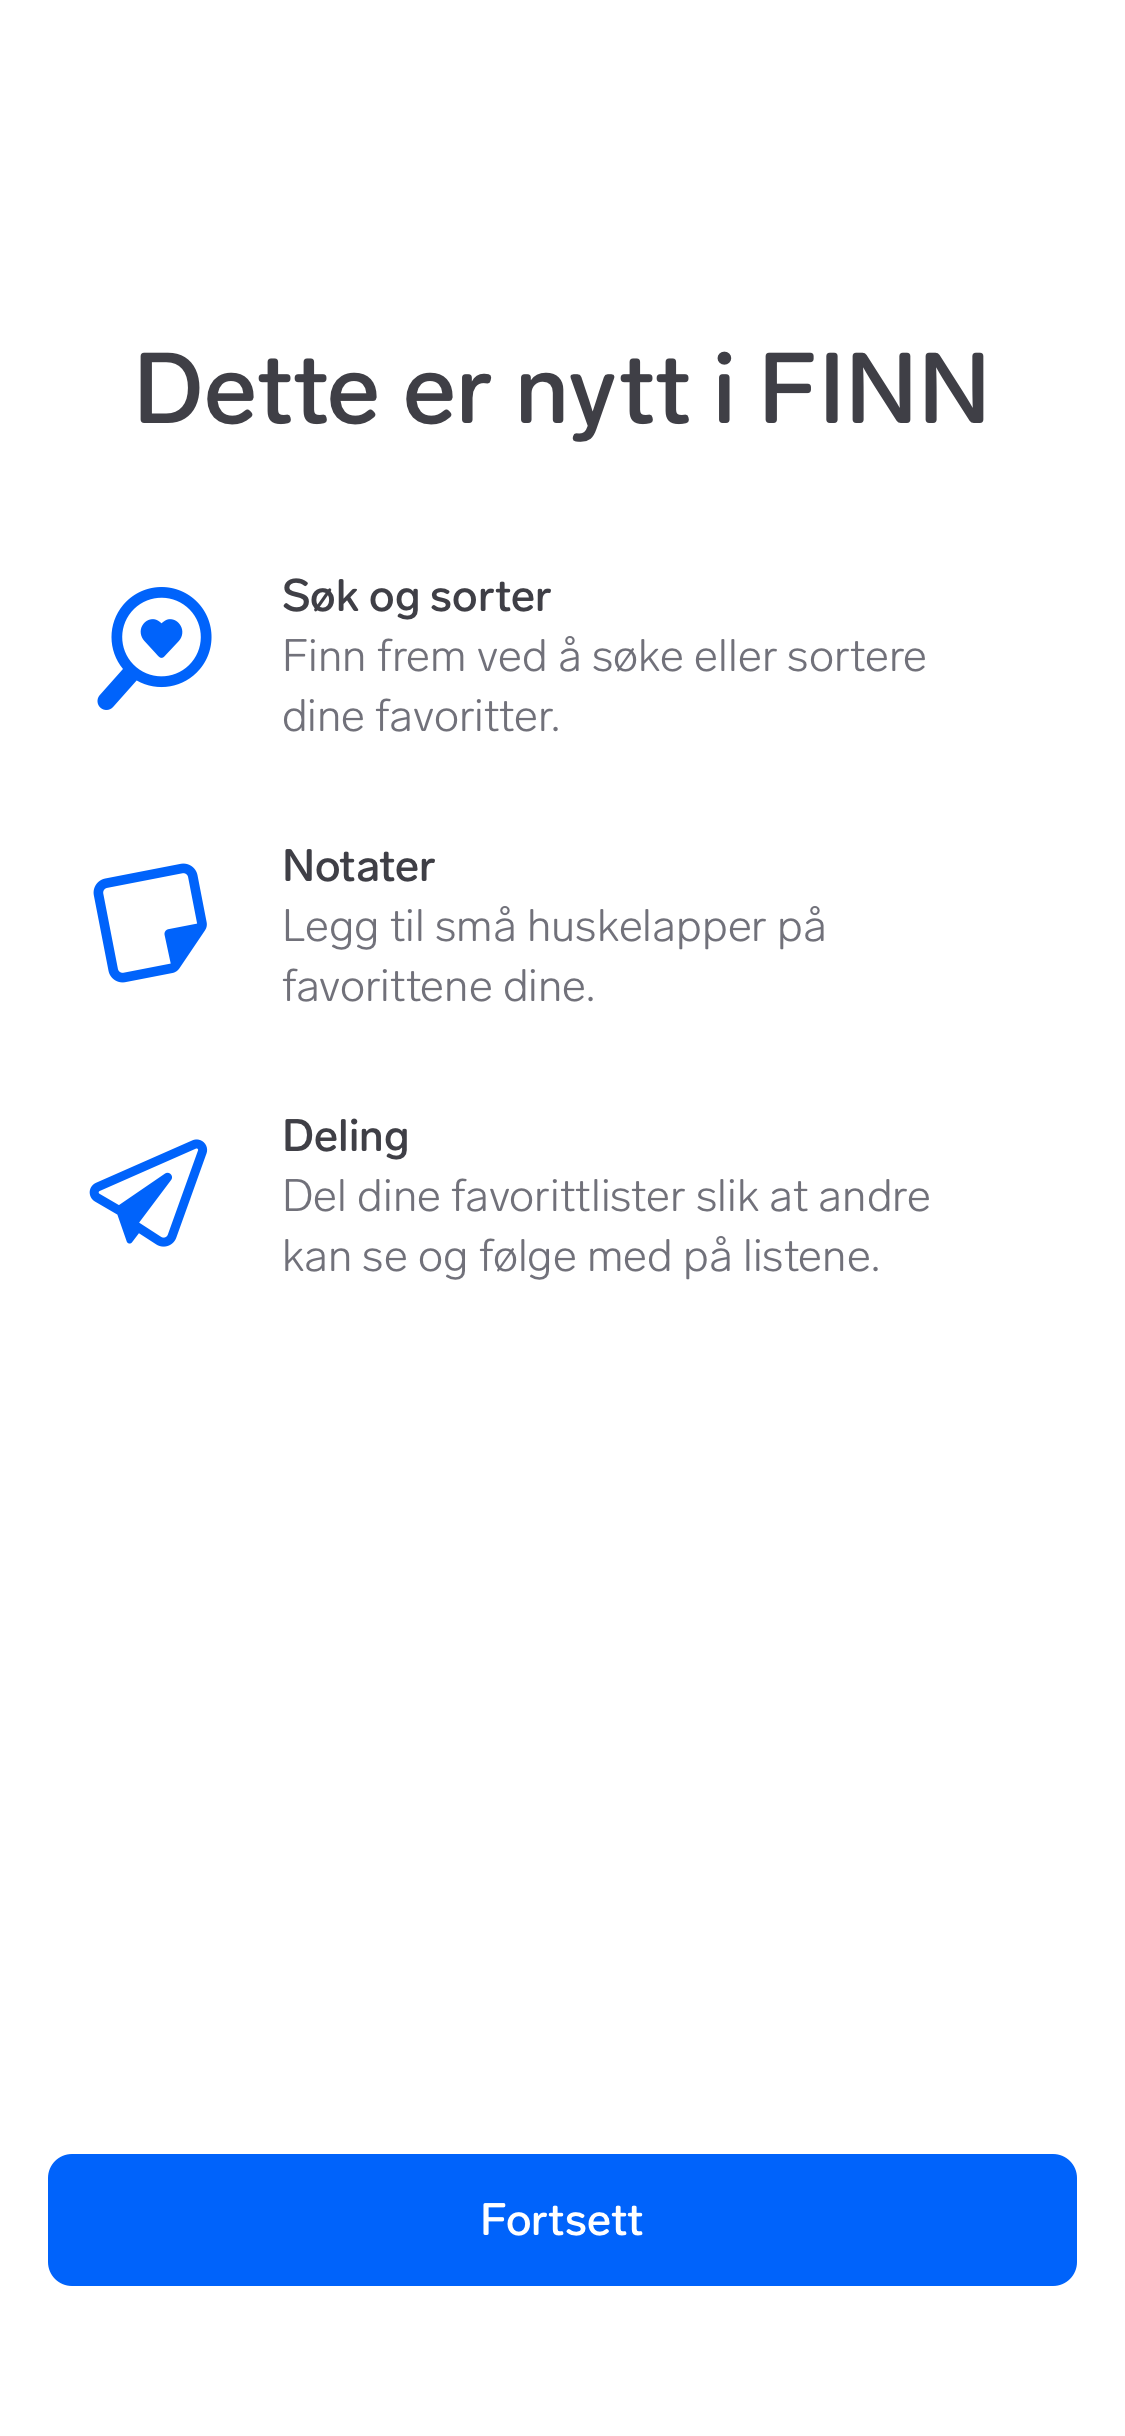 Dette er nytt i FINN
Søk og sorter
Finn frem ved å søke eller sortere
dine favoritter.
Notater
Legg til små huskelapper på
favorittene dine.
Deling
Del dine favorittlister slik at andre
kan se og følge med på listene.
Fortsett